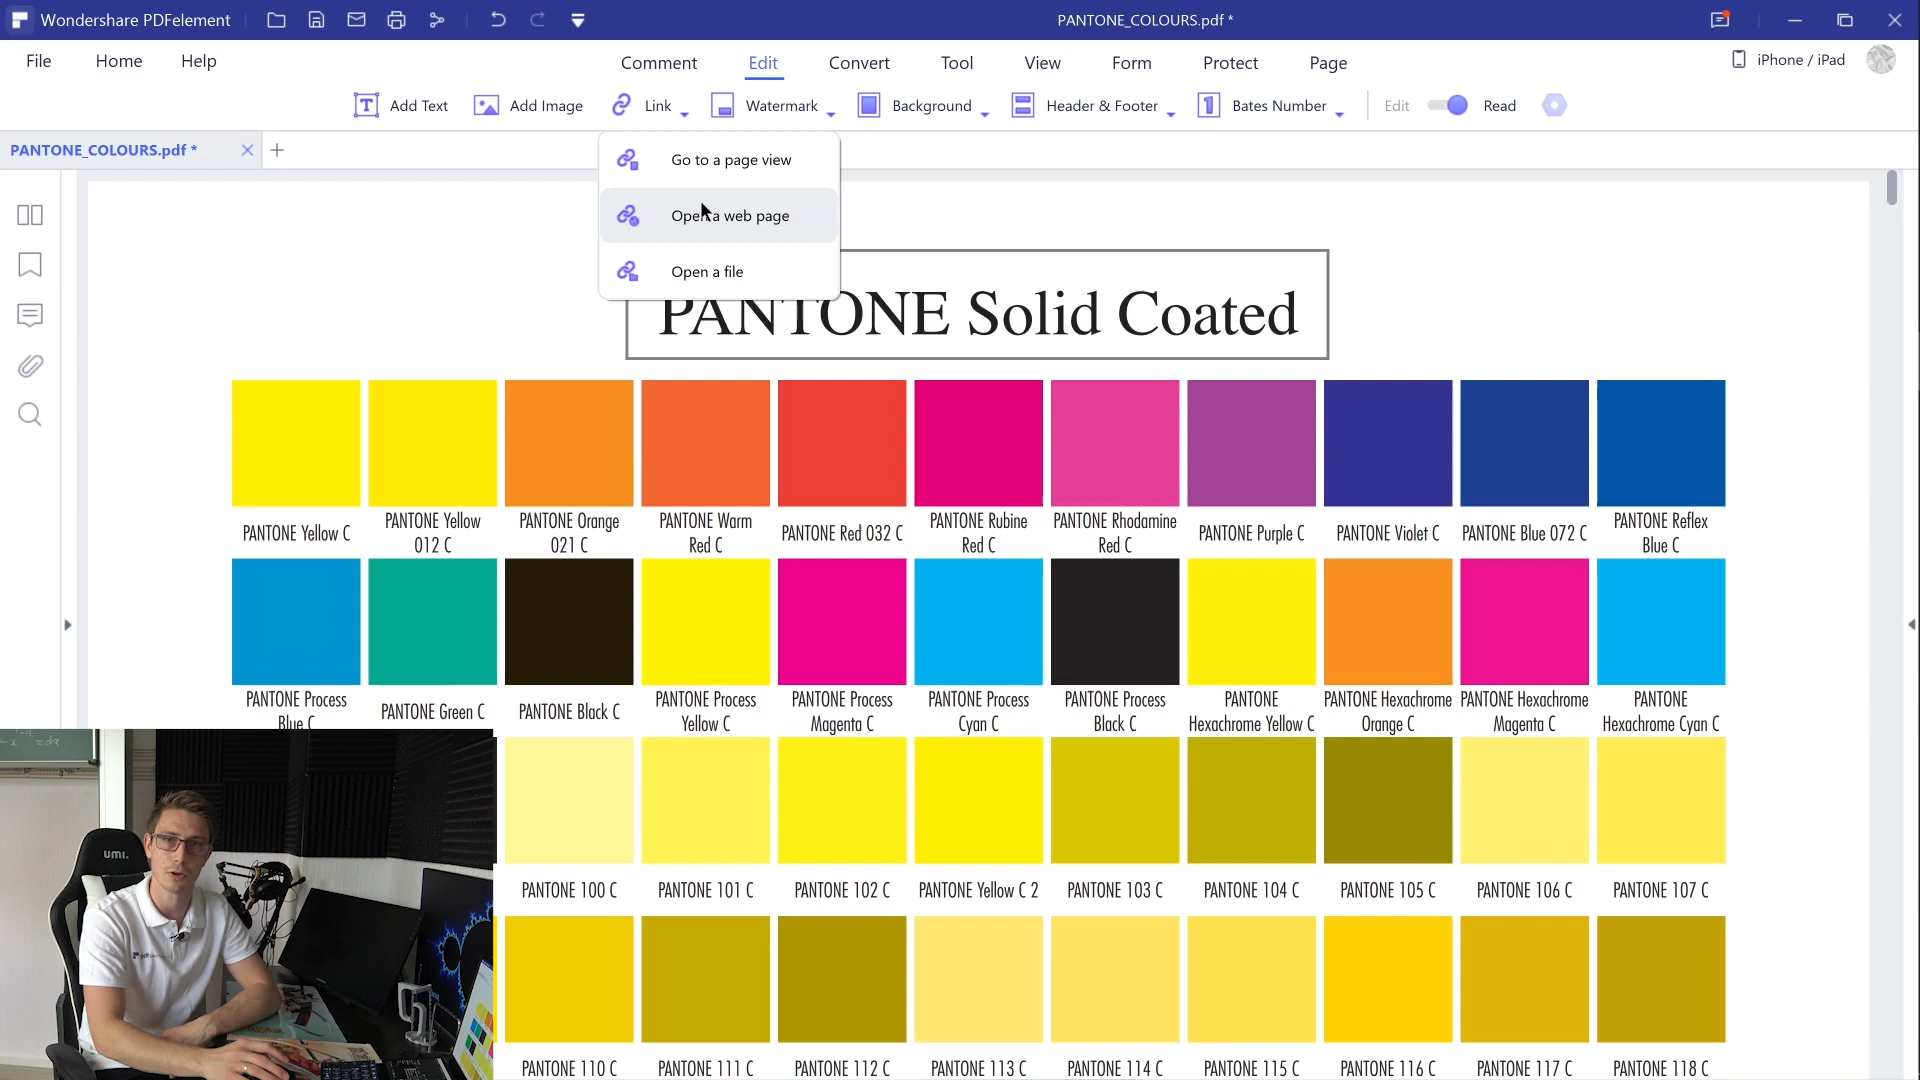 Wondershare PDFelement
PANTONE_COLOURS.pdf *
File Home Help
Comment Edit Convert Tool View Form Protect Page
iPhone / iPad
Add Text Add Image Link Watermark Background Header & Footer Bates Number Edit Read
PANTONE_COLOURS.pdf *
Go to a page view
Open a web page
Open a file
PANTONE Solid Coated
PANTONE Yellow C
PANTONE Yellow
012 C
PANTONE Orange
021 C
PANTONE Warm
Red C
PANTONE Red 032 C
PANTONE Rubine
Red C
PANTONE Rhodamine
Red C
PANTONE Purple C
PANTONE Violet C
PANTONE Blue 072 C
PANTONE Reflex
Blue C
PANTONE Process
Blue C
PANTONE Green C
PANTONE Black C
PANTONE Process
Yellow C
PANTONE Process
Magenta C
PANTONE Process
Cyan C
PANTONE Process
Black C
PANTONE
Hexachrome Yellow C
PANTONE Hexachrome
Orange C
PANTONE Hexachrome
Magenta C
PANTONE
Hexachrome Cyan C
PANTONE 100 C
PANTONE 101 C
PANTONE 102 C
PANTONE Yellow C 2
PANTONE 103 C
PANTONE 104 C
PANTONE 105 C
PANTONE 106 C
PANTONE 107 C
PANTONE 110 C
PANTONE 111 C
PANTONE 112 C
PANTONE 113 C
PANTONE 114 C
PANTONE 115 C
PANTONE 116 C
PANTONE 117 C
PANTONE 118 C
umi.